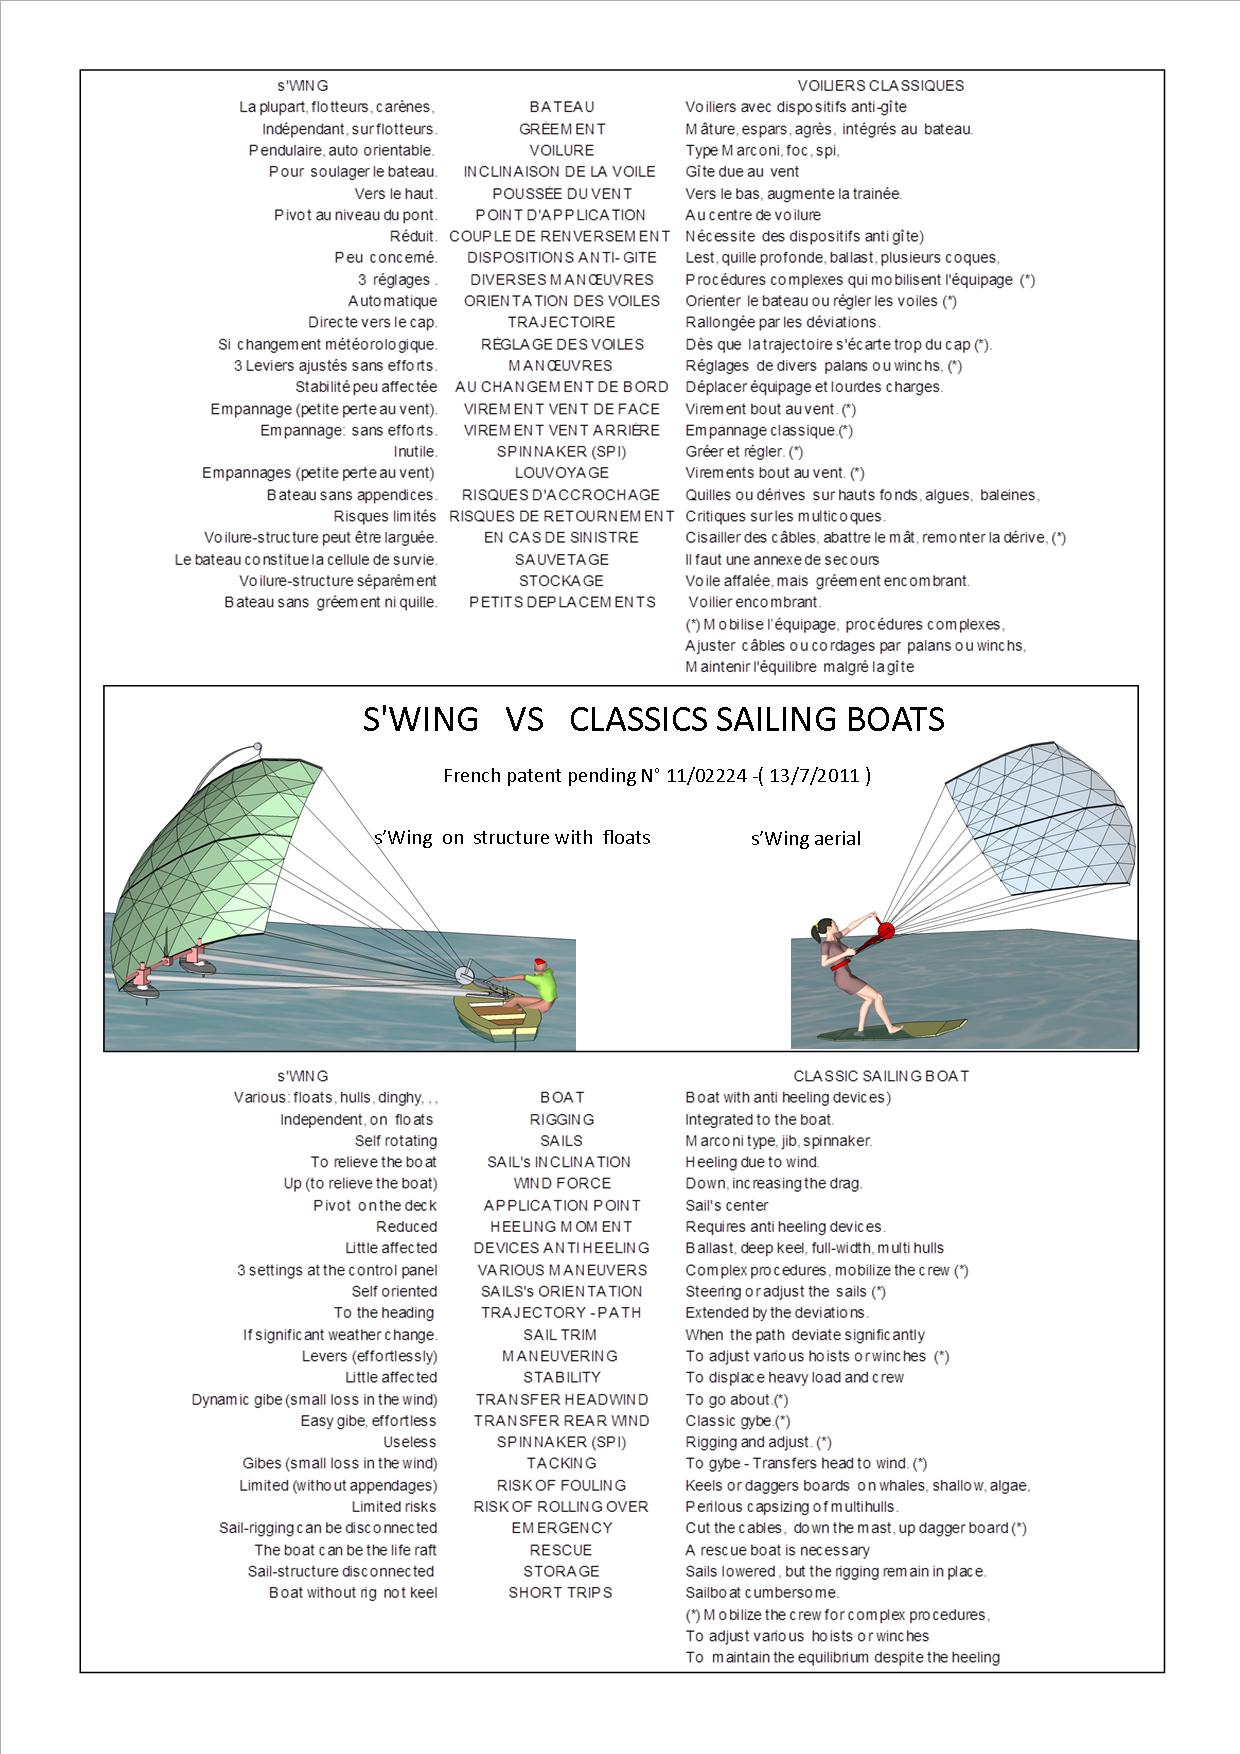 s'WING VOILIERS CLASSIQUES
La plupart, flotteurs, carènes, BATEAU Voiliers avec dispositifs anti-gîte
Indépendant, sur flotteurs. GRÉEMENT Mâture, espars, agrès, intégrés au bateau.
Pendulaire, auto orientable. VOILURE Type Marconi, foc, spi,
Pour soulager le bateau. INCLINAISON DE LA VOILE Gîte due au vent
Vers le haut. POUSSÉE DU VENT Vers le bas, augmente la trainée.
Pivot au niveau du pont. POINT D'APPLICATION Au centre de voilure
Réduit. COUPLE DE RENVERSEMENT Nécessite des dispositifs anti gîte)
Peu concerné. DISPOSITIONS ANTI- GITE Lest, quille profonde, ballast, plusieurs coques,
3 réglages . DIVERSES MANŒUVRES Procédures complexes qui mobilisent l'équipage (*)
Automatique ORIENTATION DES VOILES Orienter le bateau ou régler les voiles (*)
Directe vers le cap. TRAJECTOIRE Rallongée par les déviations.
Si changement météorologique. RÉGLAGE DES VOILES Dès que la trajectoire s'écarte trop du cap (*).
3 Leviers ajustés sans efforts. MANŒUVRES Réglages de divers palans ou winchs, (*)
Stabilité peu affectée AU CHANGEMENT DE BORD Déplacer équipage et lourdes charges.
Empannage (petite perte au vent). VIREMENT VENT DE FACE Virement bout au vent. (*)
Empannage: sans efforts. VIREMENT VENT ARRIÈRE Empannage classique.(*)
Inutile. SPINNAKER (SPI) Gréer et régler. (*)
Empannages (petite perte au vent) LOUVOYAGE Virements bout au vent. (*)
Bateau sans appendices. RISQUES D'ACCROCHAGE Quilles ou dérives sur hauts fonds, algues, baleines,
Risques limités RISQUES DE RETOURNEMENT Critiques sur les multicoques.
Voilure-structure peut être larguée. EN CAS DE SINISTRE Cisailler des câbles, abattre le mât, remonter la dérive, (*)
Le bateau constitue la cellule de survie. SAUVETAGE Il faut une annexe de secours
Voilure-structure séparément STOCKAGE Voile affalée, mais gréement encombrant.
Bateau sans gréement ni quille. PETITS DEPLACEMENTS Voilier encombrant.
(*) Mobilise l'équipage, procédures complexes,
Ajuster câbles ou cordages par palans ou winchs,
Maintenir l'équilibre malgré la gîte
S'WING VS CLASSICS SAILING BOATS
French patent pending N° 11/02224 -( 13/7/2011 )
s'Wing on structure with floats s'Wing aerial
s'WING CLASSIC SAILING BOAT
Various: floats, hulls, dinghy, , , BOAT Boat with anti heeling devices)
Independent, on floats RIGGING Integrated to the boat.
Self rotating SAILS Marconi type, jib, spinnaker.
To relieve the boat SAIL's INCLINATION Heeling due to wind.
Up (to relieve the boat) WIND FORCE Down, increasing the drag.
Pivot on the deck APPLICATION POINT Sail's center
Reduced HEELING MOMENT Requires anti heeling devices.
Little affected DEVICES ANTI HEELING Ballast, deep keel, full-width, multi hulls
3 settings at the control panel VARIOUS MANEUVERS Complex procedures, mobilize the crew (*)
Self oriented SAILS's ORIENTATION Steering or adjust the sails (*)
To the heading TRAJECTORY - PATH Extended by the deviations.
If significant weather change. SAIL TRIM When the path deviate significantly
Levers (effortlessly) MANEUVERING To adjust various hoists or winches (*)
Little affected STABILITY To displace heavy load and crew
Dynamic gibe (small loss in the wind) TRANSFER HEADWIND To go about.(*)
Easy gibe, effortless TRANSFER REAR WIND Classic gybe.(*)
Useless SPINNAKER (SPI) Rigging and adjust. (*)
Gibes (small loss in the wind) TACKING To gybe - Transfers head to wind. (*)
Limited (without appendages) RISK OF FOULING Keels or daggers boards on whales, shallow, algae,
Limited risks RISK OF ROLLING OVER Perilous capsizing of multihulls.
Sail-rigging can be disconnected EMERGENCY Cut the cables, down the mast, up dagger board (*)
The boat can be the life raft RESCUE A rescue boat is necessary
Sail-structure disconnected STORAGE Sails lowered, but the rigging remain in place.
Boat without rig not keel SHORT TRIPS Sailboat cumbersome.
(*) Mobilize the crew for complex procedures,
To adjust various hoists or winches
To maintain the equilibrium despite the heeling